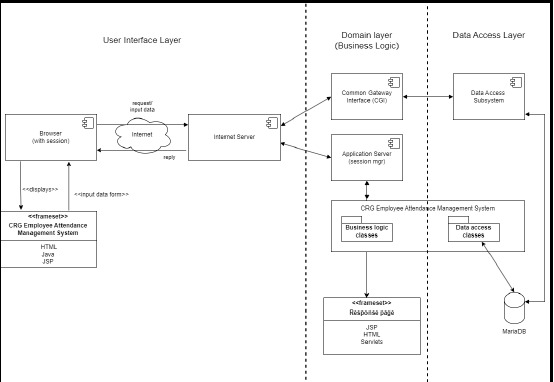 User Interface Layer
Domain layer
(Business Logic)
Data Access Layer
request/
input data
Internet
reply
Browser
(with session)
Internet Server
Common Gateway
Interface (CGI)
Data Access
Subsystem
Application Server
(session mgr)
<<displays>>
<<input data form>>
<<frameset>>
CRG Employee Attendance
Management System
HTML
Java
JSP
CRG Employee Attendance Management System
Business logic
classes
Data access
classes
<<frameset>>
Response page
JSP
HTML
Servlets
MariaDB